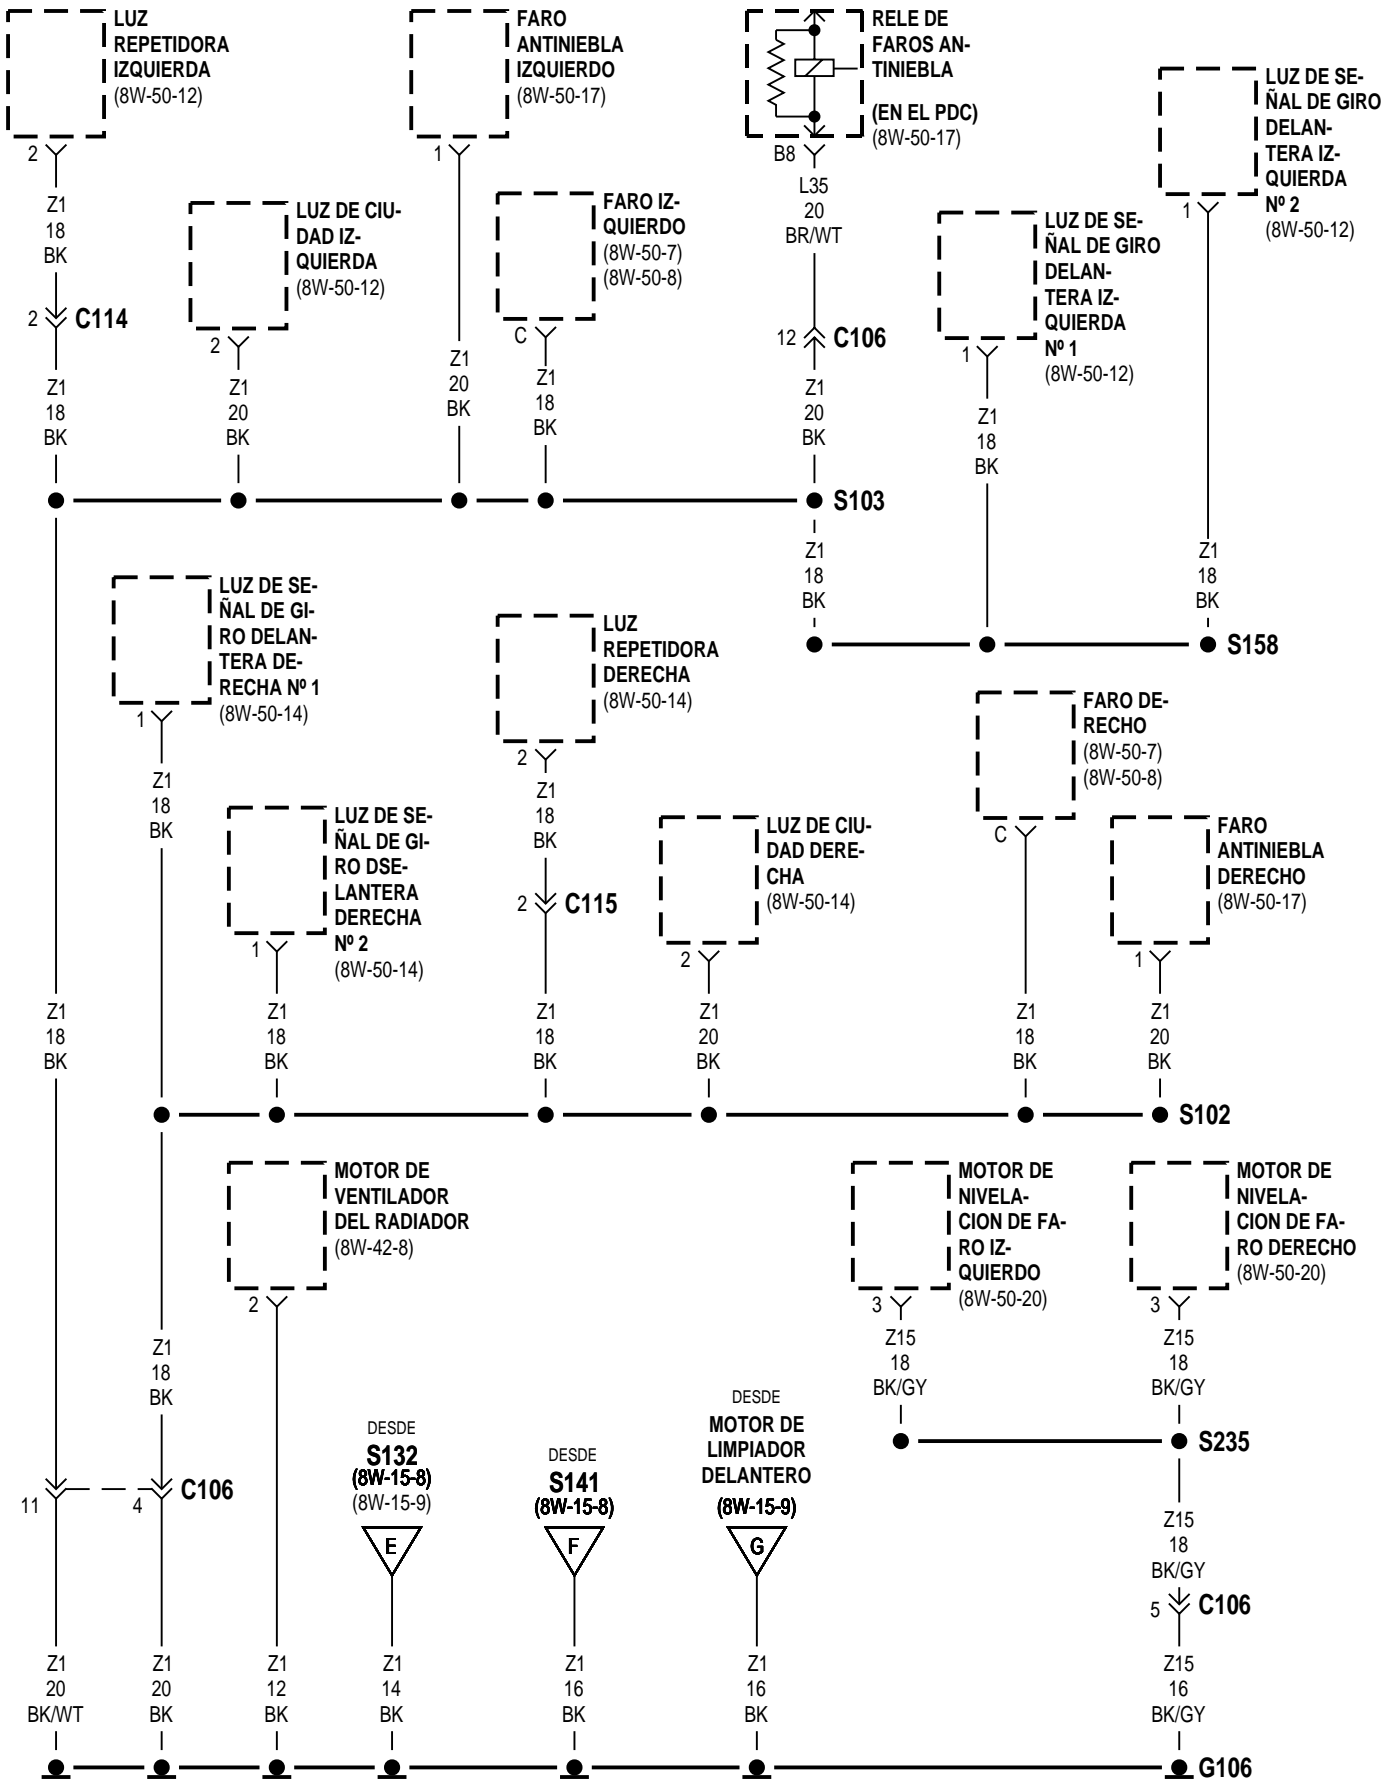 LUZ
REPETIDORA
IZQUIERDA
(8W-50-12)
2
Z1
18
BK
2
C114
Z1
18
BK
LUZ DE CIU-
DAD IZ-
QUIERDA
(8W-50-12)
2
Z1
20
BK
FARO
ANTINIEBLA
IZQUIERDO
(8W-50-17)
1
Z1
20
BK
FARO IZ-
QUIERDO
(8W-50-7)
(8W-50-8)
C
Z1
18
BK
RELE DE
FAROS AN-
TINIEBLA
(EN EL PDC)
(8W-50-17)
B8
L35
20
BR/WT
12
C106
Z1
20
BK
S103
Z1
18
BK
LUZ DE SE-
ÑAL DE GIRO
DELAN-
TERA IZ-
QUIERDA
Nº 1
(8W-50-12)
1
Z1
18
BK
LUZ DE SE-
ÑAL DE GIRO
DELAN-
TERA IZ-
QUIERDA
Nº 2
(8W-50-12)
1
Z1
18
BK
S158
LUZ DE SE-
ÑAL DE GI-
RO DELAN-
TERA DE-
RECHA Nº 1
(8W-50-14)
1
Z1
18
BK
LUZ DE SE-
ÑAL DE GI-
RO DSE-
LANTERA
DERECHA
Nº 2
(8W-50-14)
1
Z1
18
BK
LUZ
REPETIDORA
DERECHA
(8W-50-14)
2
Z1
18
BK
2
C115
Z1
18
BK
LUZ DE CIU-
DAD DERE-
CHA
(8W-50-14)
2
Z1
20
BK
FARO DE-
RECHO
(8W-50-7)
(8W-50-8)
C
Z1
18
BK
FARO
ANTINIEBLA
DERECHO
(8W-50-17)
1
Z1
20
BK
S102
Z1
18
BK
Z1
18
BK
MOTOR DE
VENTILADOR
DEL RADIADOR
(8W-42-8)
2
MOTOR DE
NIVELA-
CION DE FA-
RO IZ-
QUIERDO
(8W-50-20)
3
Z15
18
BK/GY
MOTOR DE
NIVELA-
CION DE FA-
RO DERECHO
(8W-50-20)
3
Z15
18
BK/GY
S235
Z15
18
BK/GY
5
C106
11
4
C106
DESDE
S132
(8W-15-8)
(8W-15-9)
E
DESDE
S141
(8W-15-8)
F
DESDE
MOTOR DE
LIMPIADOR
DELANTERO
(8W-15-9)
G
Z1
20
BK/WT
Z1
20
BK
Z1
12
BK
Z1
14
BK
Z1
16
BK
Z1
16
BK
Z15
16
BK/GY
G106